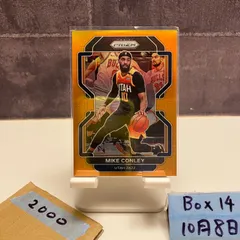 PRIZM
UTAH
MIKE CONLEY
UTAH JAZZ
2000
Box 14
10月8日